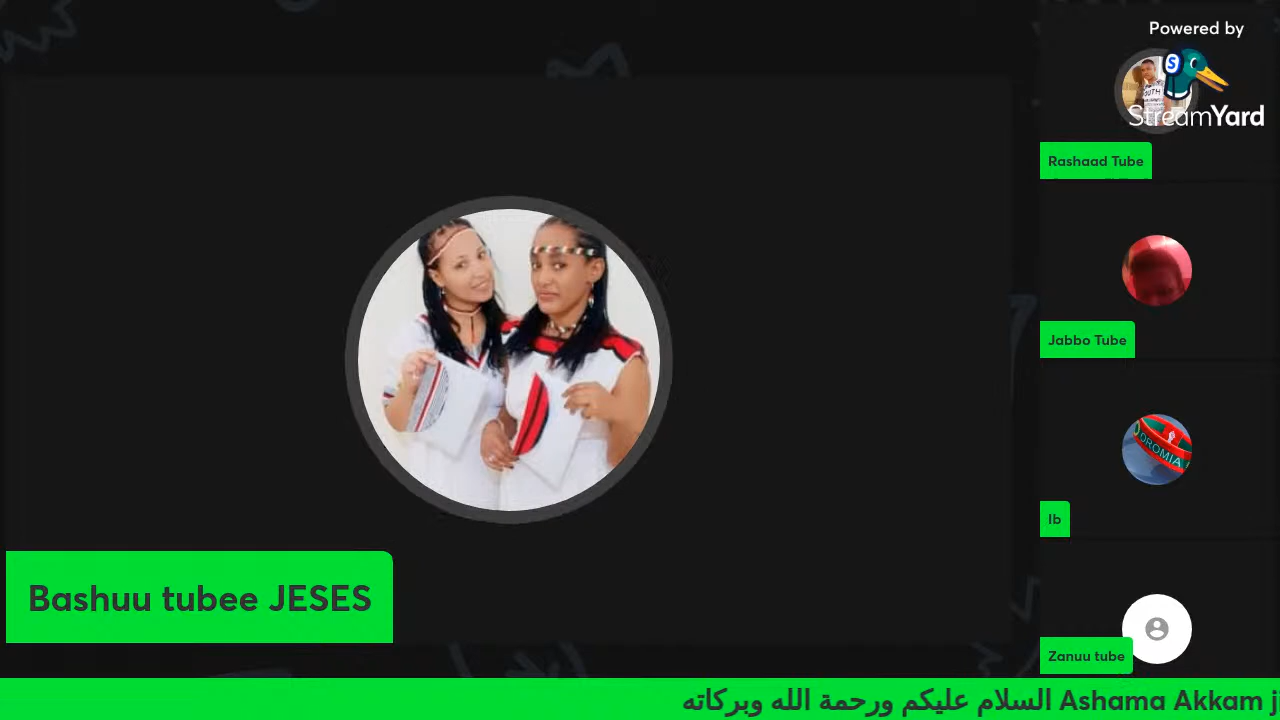 Powered by
StreamYard
Rashaad Tube
Jabbo Tube
OROMIA
Ib
Bashuu tubee JESES
Zanuu tube
السلام عليكم ورحمة الله وبركاته Ashama Akkam j